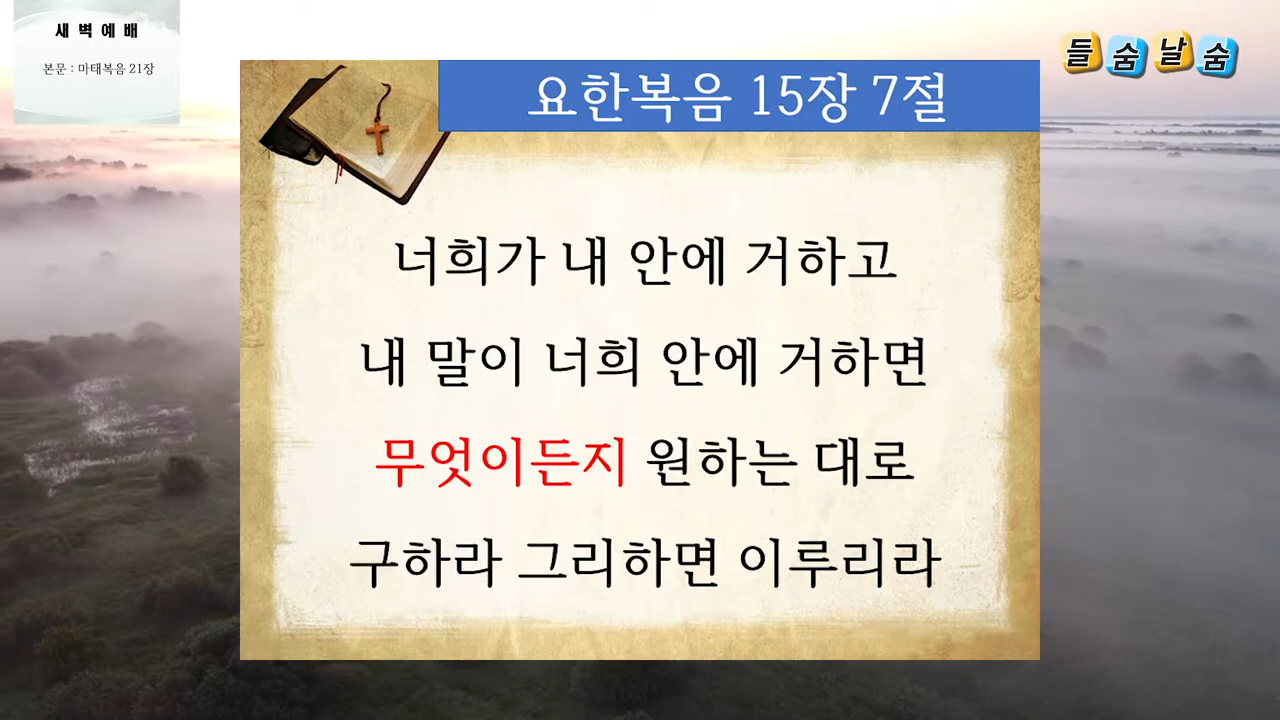 새 벽 예 배
본문 : 마태복음 21장
들숨날숨
요한복음 15장 7절
너희가 내 안에 거하고
내 말이 너희 안에 거하면
무엇이든지 원하는 대로
구하라 그리하면 이루리라